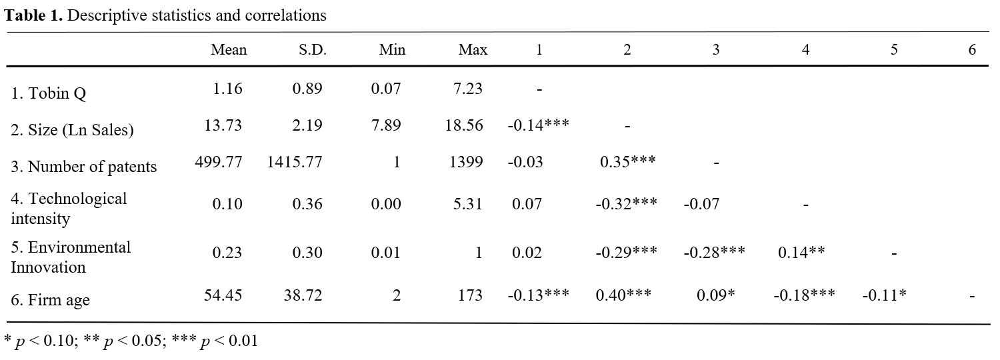 Table 1. Descriptive statistics and correlations
Mean S.D. Min Max 1 2 3 4 5 6
1. Tobin Q 1.16 0.89 0.07 7.23 -
2. Size (Ln Sales) 13.73 2.19 7.89 18.56 -0.14*** -
3. Number of patents 499.77 1415.77 1 1399 -0.03 0.35*** -
4. Technological
intensity 0.10 0.36 0.00 5.31 0.07 -0.32*** -0.07 -
5. Environmental
Innovation 0.23 0.30 0.01 1 0.02 -0.29*** -0.28*** 0.14** -
6. Firm age 54.45 38.72 2 173 -0.13*** 0.40*** 0.09* -0.18*** -0.11* -
* p < 0.10; ** p < 0.05; *** p < 0.01